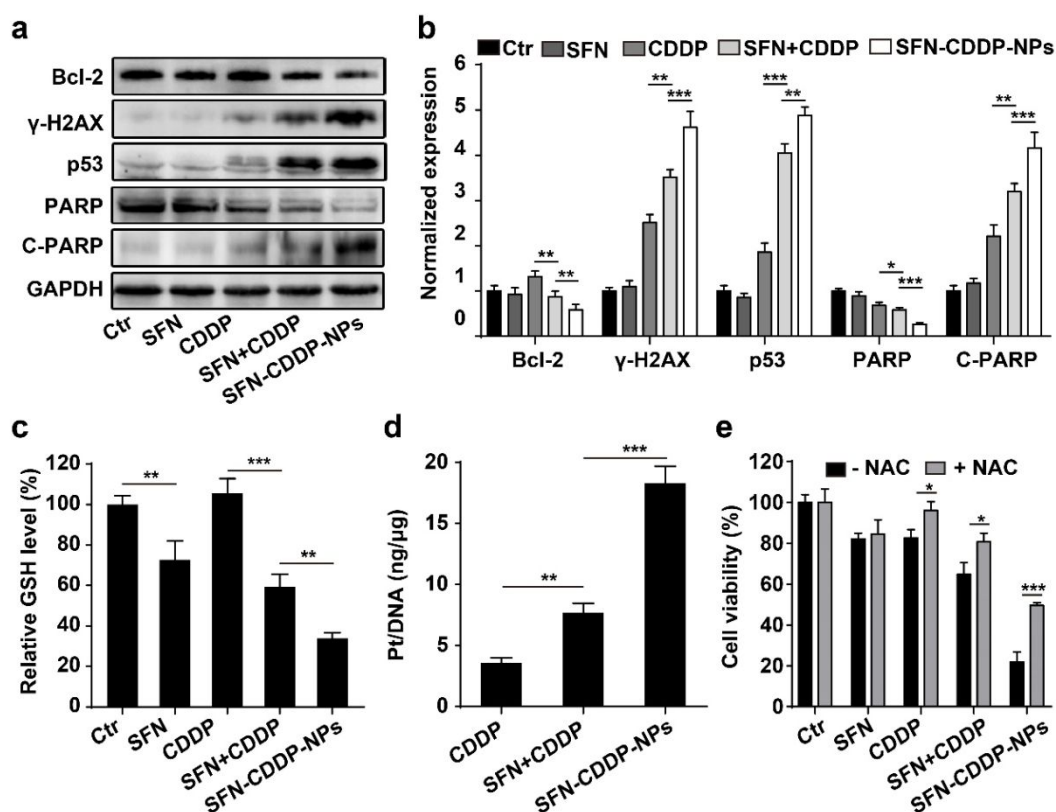 a
Bcl-2
γ-H2AX
p53
PARP
C-PARP
GAPDH
Ctr
SFN
CDDP
SFN+CDDP
SFN-CDDP-NPs
b
Ctr SFN CDDP SFN+CDDP SFN-CDDP-NPs
Normalized expression
6
5
4
3
2
1
0
** ***
*** **
** ***
** **
* ***
Bcl-2 γ-H2AX p53 PARP C-PARP
c
Relative GSH level (%)
120
100
80
60
40
20
0
** *** **
Ctr
SFN
CDDP
SFN+CDDP
SFN-CDDP-NPs
d
Pt/DNA (ng/μg)
20
15
10
5
0
** ***
CDDP
SFN+CDDP
SFN-CDDP-NPs
e
- NAC + NAC
Cell viability (%)
120
100
80
60
40
20
0
* * ***
Ctr
SFN
CDDP
SFN+CDDP
SFN-CDDP-NPs